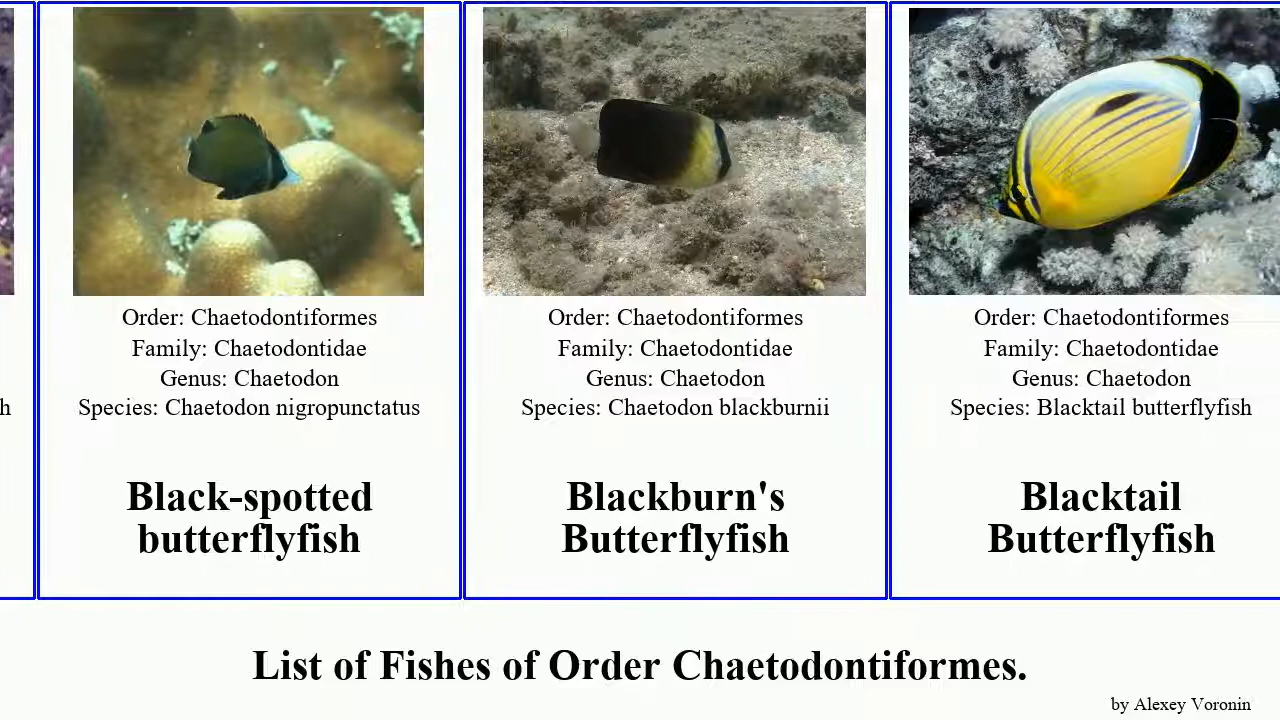 h
Order: Chaetodontiformes
Family: Chaetodontidae
Genus: Chaetodon
Species: Chaetodon nigropunctatus
Black-spotted
butterflyfish
Order: Chaetodontiformes
Family: Chaetodontidae
Genus: Chaetodon
Species: Chaetodon blackburnii
Blackburn's
Butterflyfish
Order: Chaetodontiformes
Family: Chaetodontidae
Genus: Chaetodon
Species: Blacktail butterflyfish
Blacktail
Butterflyfish
List of Fishes of Order Chaetodontiformes.
by Alexey Voronin